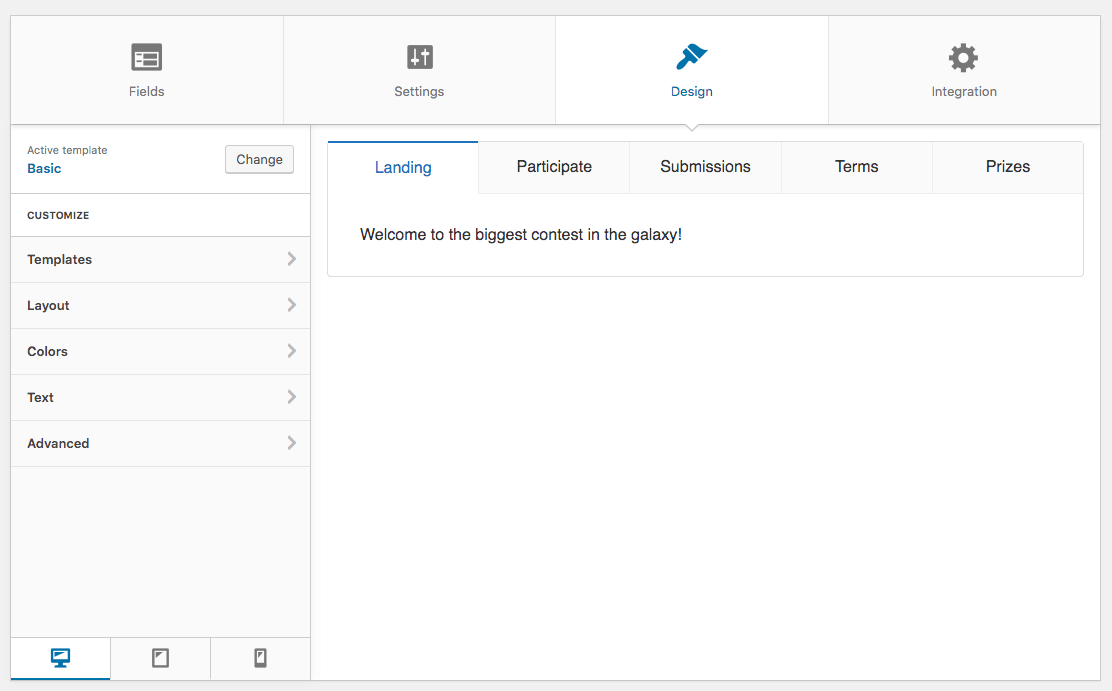 Fields
Settings
Design
Integration
Active template
Basic
Change
CUSTOMIZE
Templates
Layout
Colors
Text
Advanced
Landing
Participate
Submissions
Terms
Prizes
Welcome to the biggest contest in the galaxy!